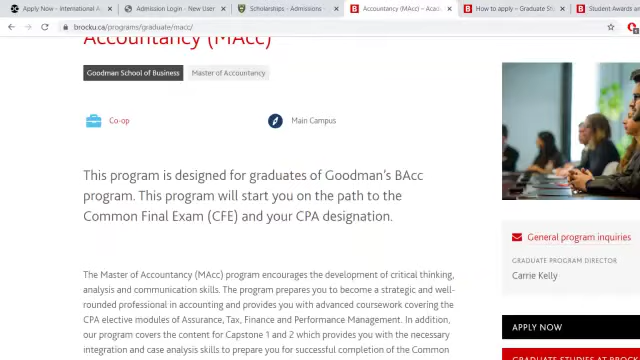 Apply Now - International A
Admission Login - New User
Scholarships - Admissions -
Accountancy (MAcc) – Aca
How to apply – Graduate St
Student Awards an
brocku.ca/programs/graduate/macc/
Accountancy (MAcc)
Goodman School of Business
Master of Accountancy
Co-op
Main Campus
This program is designed for graduates of Goodman's BAcc
program. This program will start you on the path to the
Common Final Exam (CFE) and your CPA designation.
The Master of Accountancy (MAcc) program encourages the development of critical thinking,
analysis and communication skills. The program prepares you to become a strategic and well-
rounded professional in accounting and provides you with advanced coursework covering the
CPA elective modules of Assurance, Tax, Finance and Performance Management. In addition,
our program covers the content for Capstone 1 and 2 which provides you with the necessary
integration and case analysis skills to prepare you for successful completion of the Common
General program inquiries
GRADUATE PROGRAM DIRECTOR
Carrie Kelly
APPLY NOW
GRADUATE STUDIES AT BROCK